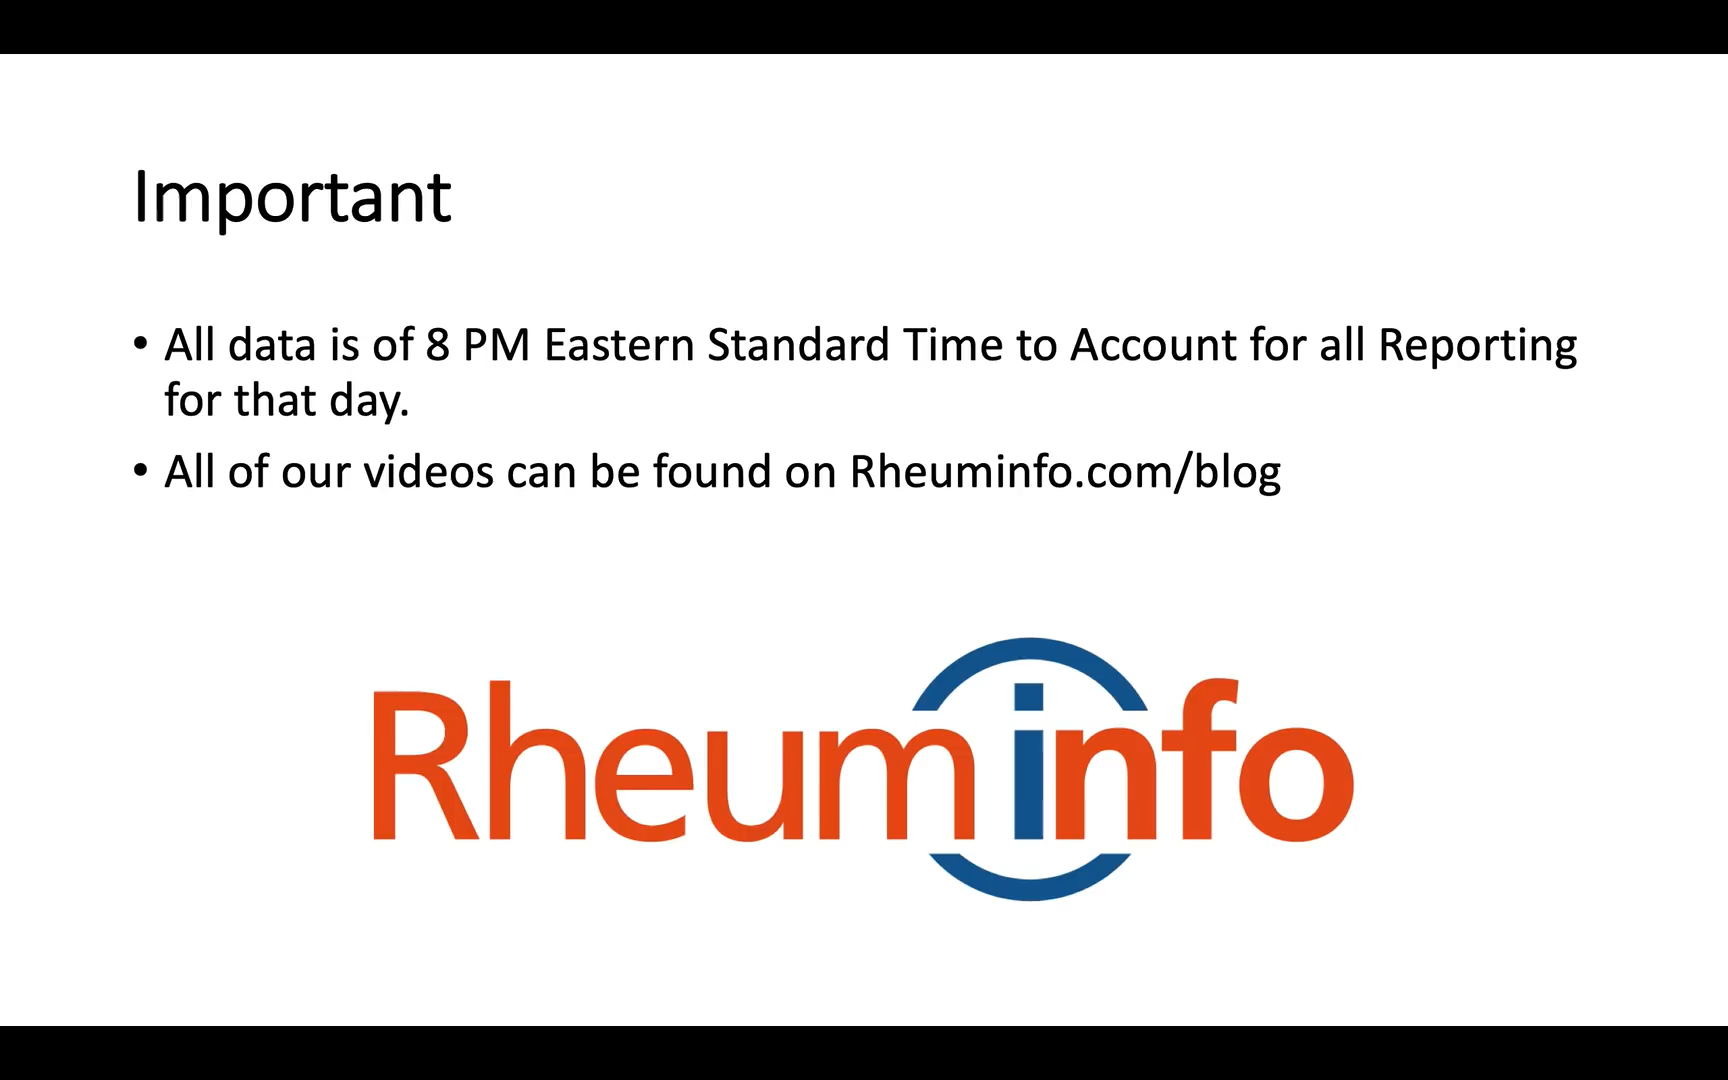 Important
• All data is of 8 PM Eastern Standard Time to Account for all Reporting
for that day.
• All of our videos can be found on Rheuminfo.com/blog
Rheuminfo